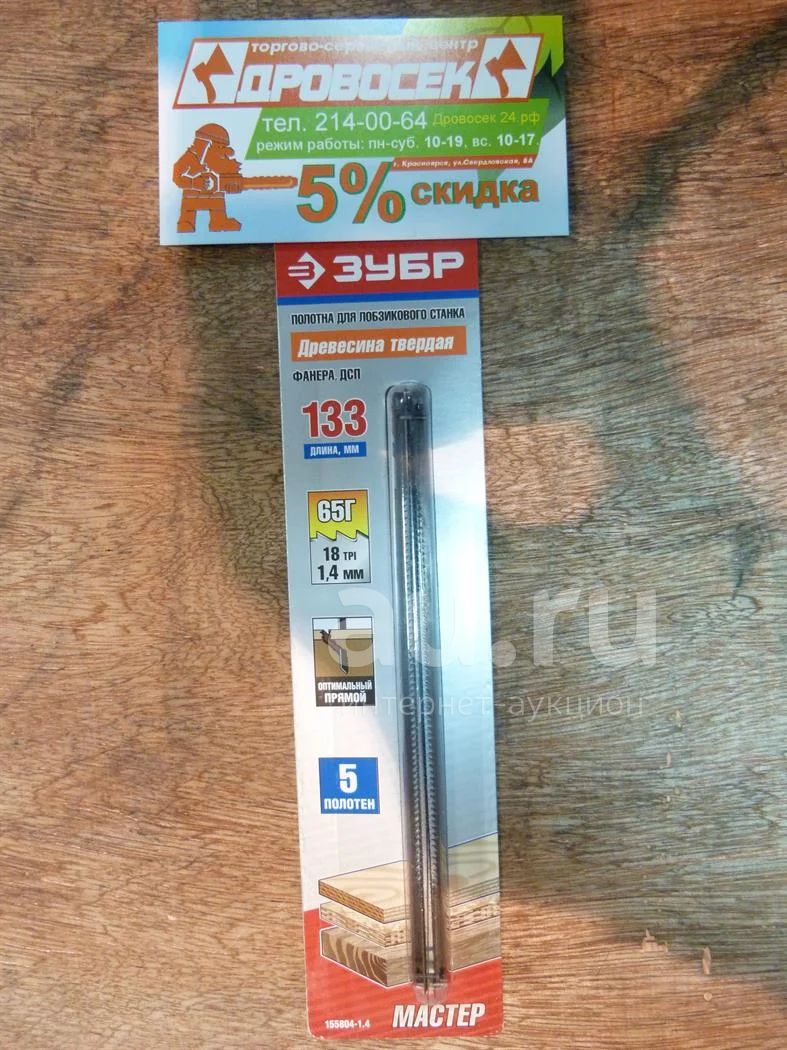 торгово-сервисный центр
ДРОВОСЕК
тел. 214-00-64 Дровосек 24.рф
режим работы: пн-суб. 10-19, вс. 10-17.
г. Красноярск, ул.Свердловская, 6А
5% скидка
ЗУБР
ПОЛОТНА ДЛЯ ЛОБЗИКОВОГО СТАНКА
Древесина твердая
ФАНЕРА, ДСП
133
ДЛИНА, ММ
65Г
18 TPI
1,4 ММ
ОПТИМАЛЬНЫЙ
ПРЯМОЙ
au.ru
интернет-аукцион
5
ПОЛОТЕН
155804-1.4
МАСТЕР